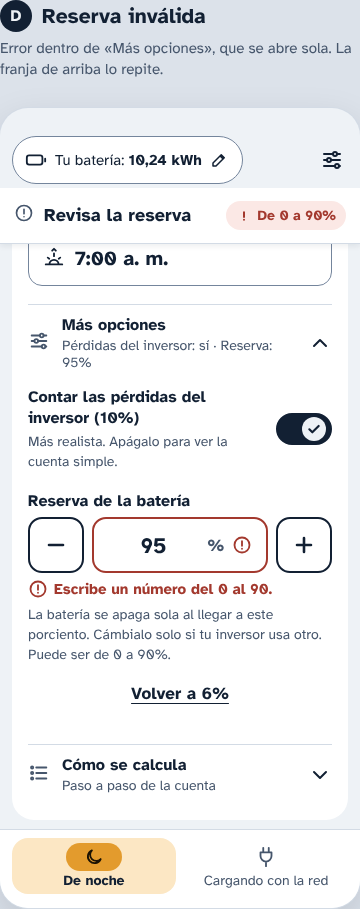 D Reserva inválida
Error dentro de «Más opciones», que se abre sola. La
franja de arriba lo repite.
Tu batería: 10,24 kWh
Revisa la reserva
! De 0 a 90%
7:00 a. m.
Más opciones
Pérdidas del inversor: sí · Reserva:
95%
Contar las pérdidas del
inversor (10%)
Más realista. Apágalo para ver la
cuenta simple.
Reserva de la batería
− 95 % +
Escribe un número del 0 al 90.
La batería se apaga sola al llegar a este
porciento. Cámbialo solo si tu inversor usa otro.
Puede ser de 0 a 90%.
Volver a 6%
Cómo se calcula
Paso a paso de la cuenta
De noche
Cargando con la red